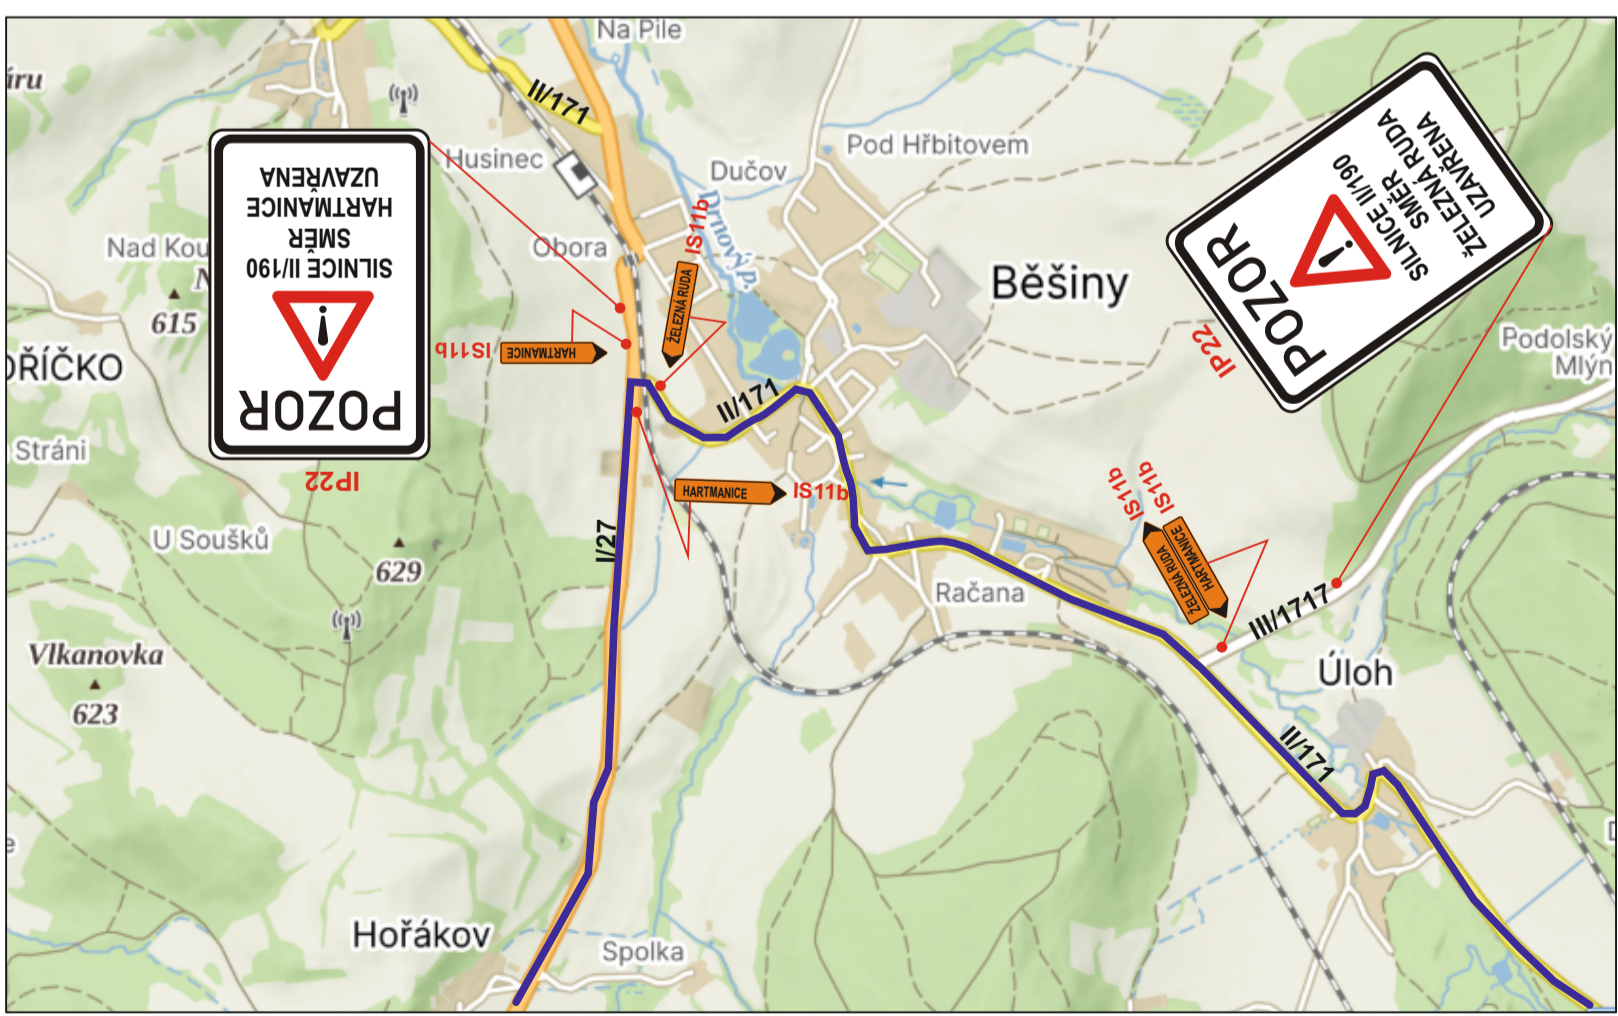 Na Pile
áru
II/171
Husinec
Dučov
Pod Hřbitovem
Drnový p.
Obora
Nad Kou
N
615
POZOR
SILNICE II/190
SMĚR
HARTMANICE
UZAVŘENA
IP22
IS11b
HARTMANICE
IS11b
ŽELEZNÁ RUDA
Běšiny
POZOR
SILNICE II/190
SMĚR
ŽELEZNÁ RUDA
UZAVŘENA
IP22
Podolský
Mlýn
OŘÍČKO
Stráni
II/171
HARTMANICE
IS11b
IS11b
IS11b
ŽELEZNÁ RUDA
HARTMANICE
U Soušků
629
I/27
Račana
III/1717
Úloh
Vlkanovka
623
II/171
e
D
Hořákov
Spolka